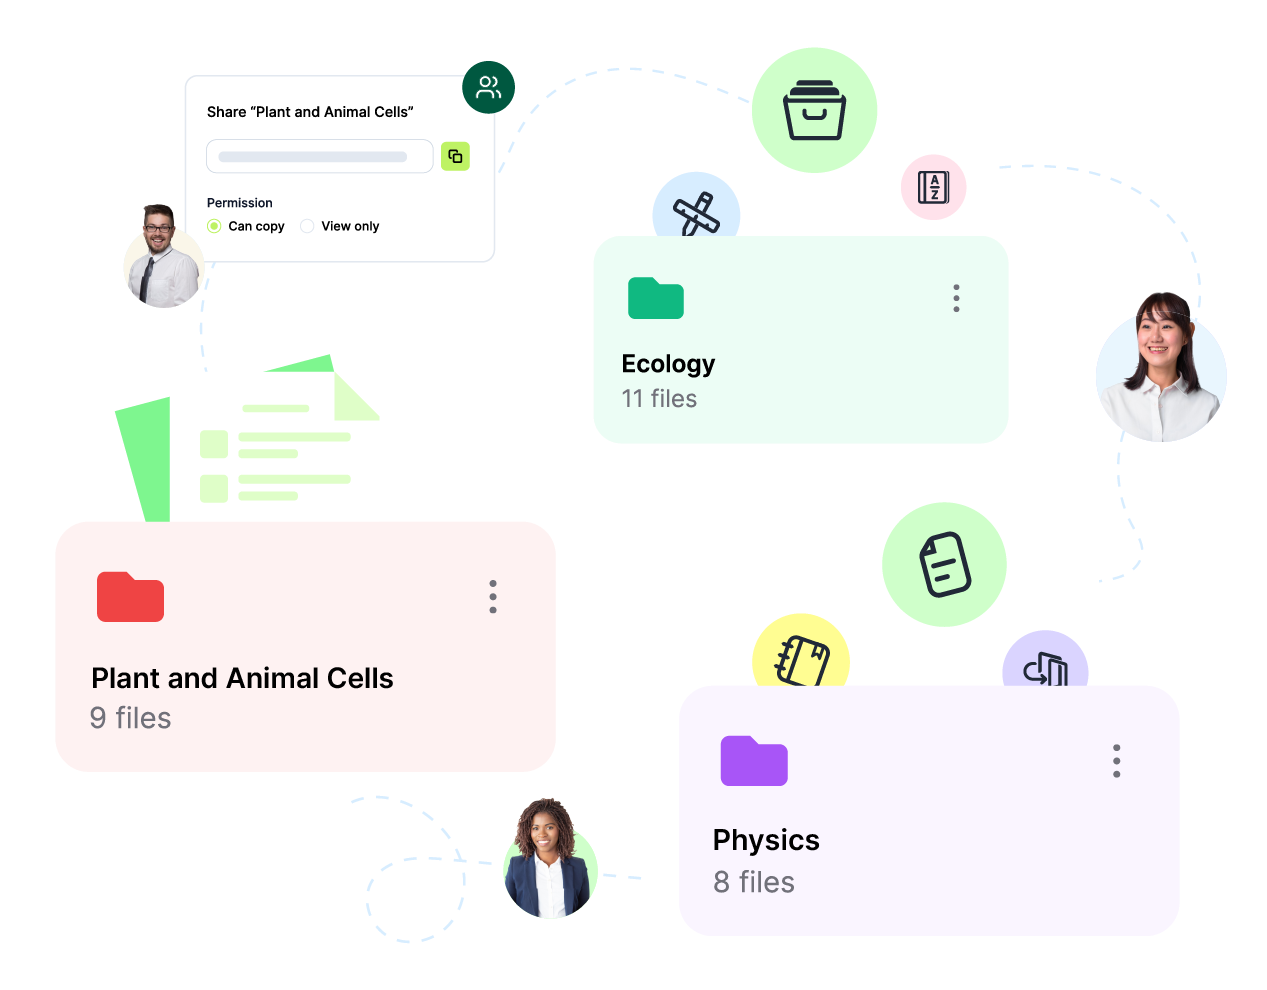 Share “Plant and Animal Cells”
Permission
Can copy View only
A
Z
Ecology
11 files
Plant and Animal Cells
9 files
Physics
8 files